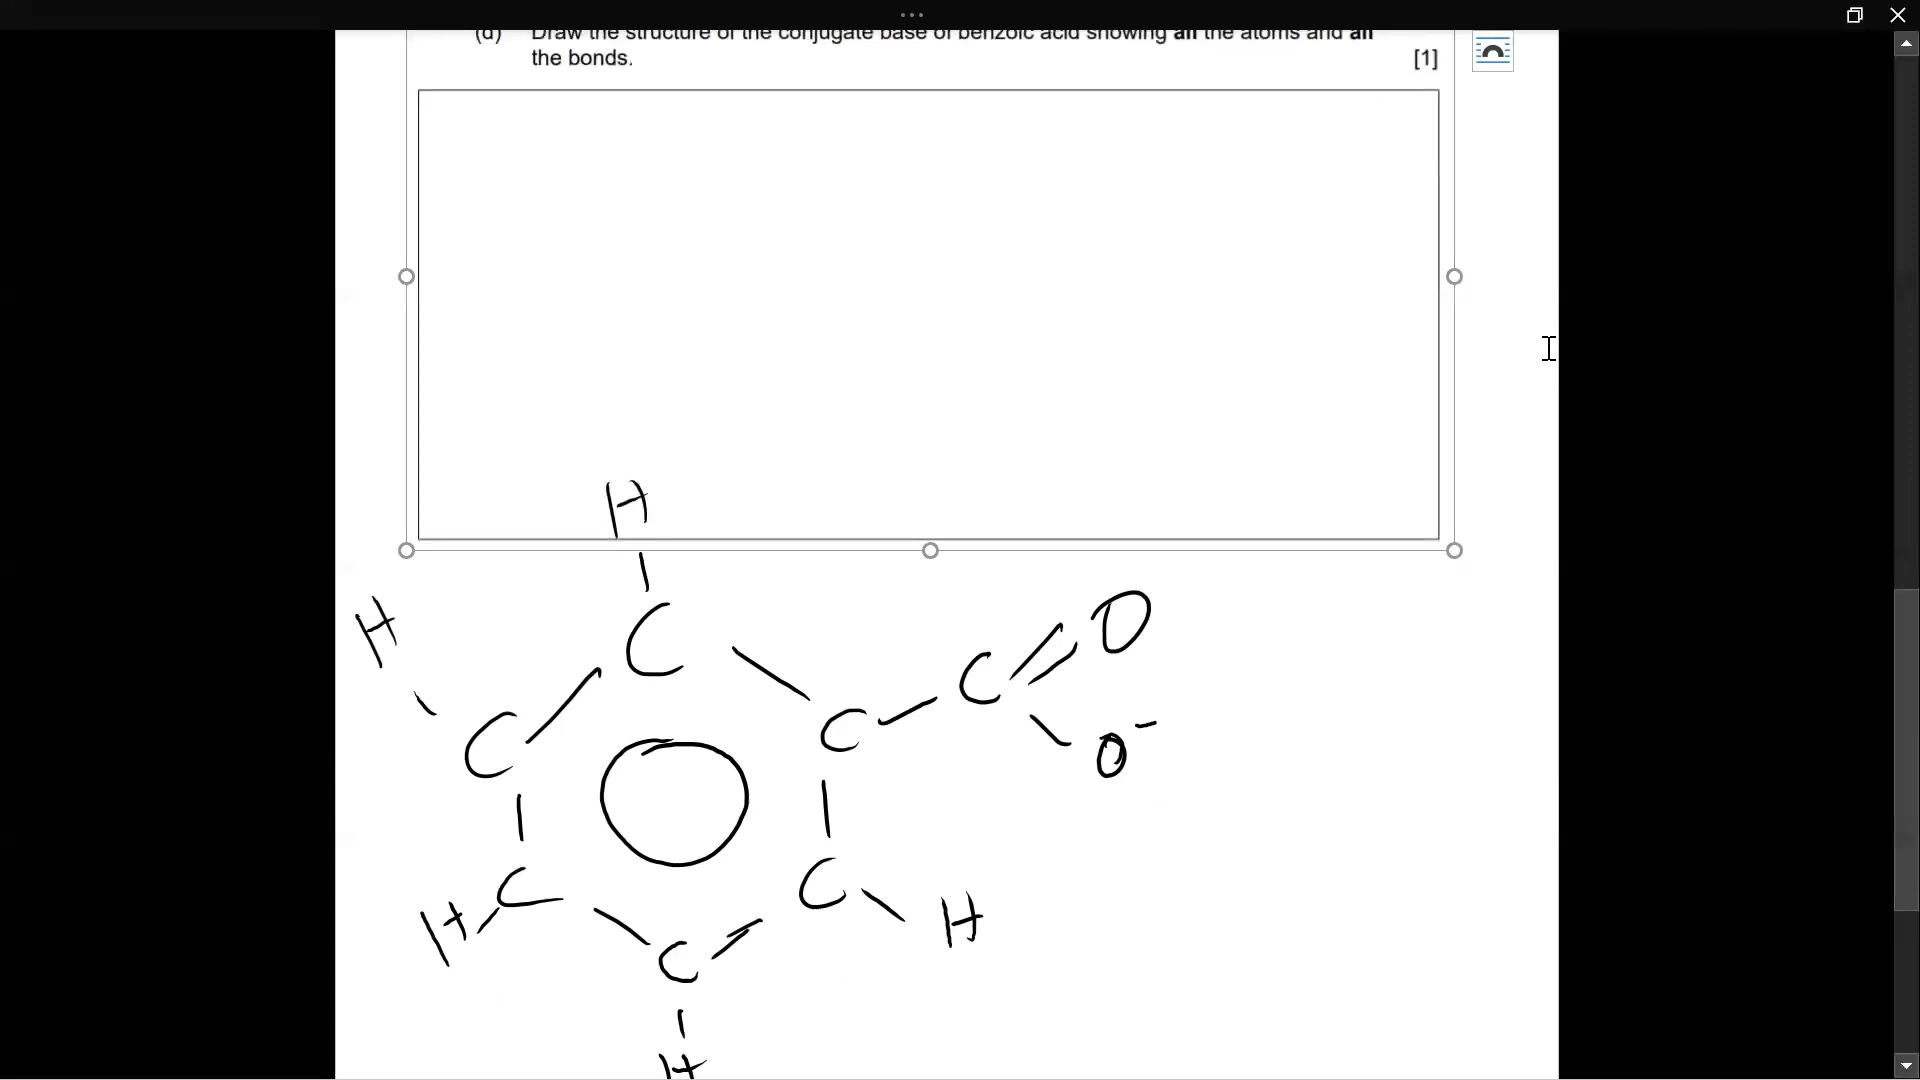 (d) Draw the structure of the conjugate base of benzoic acid showing all the atoms and all
the bonds. [1]
H
H
C
O
C
C
C
O⁻
C
C
H
H
C
H